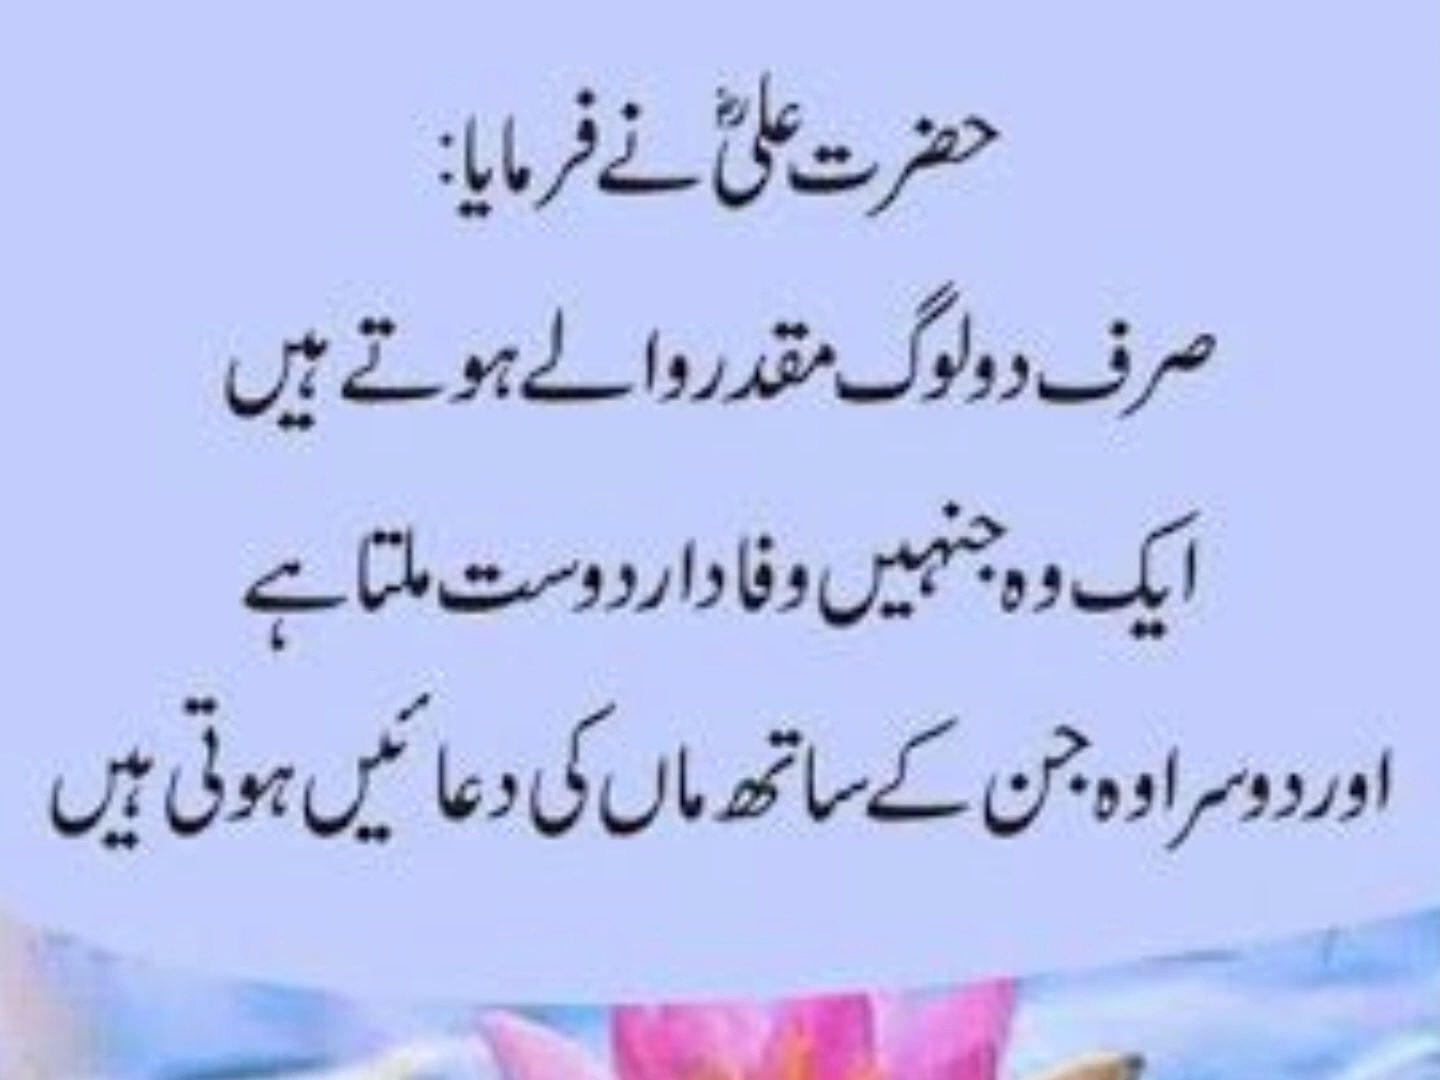 حضرت علیؓ نے فرمایا:
صرف دو لوگ مقدر والے ہوتے ہیں
ایک وہ جنہیں وفادار دوست ملتا ہے
اور دوسرا وہ جن کے ساتھ ماں کی دعائیں ہوتی ہیں